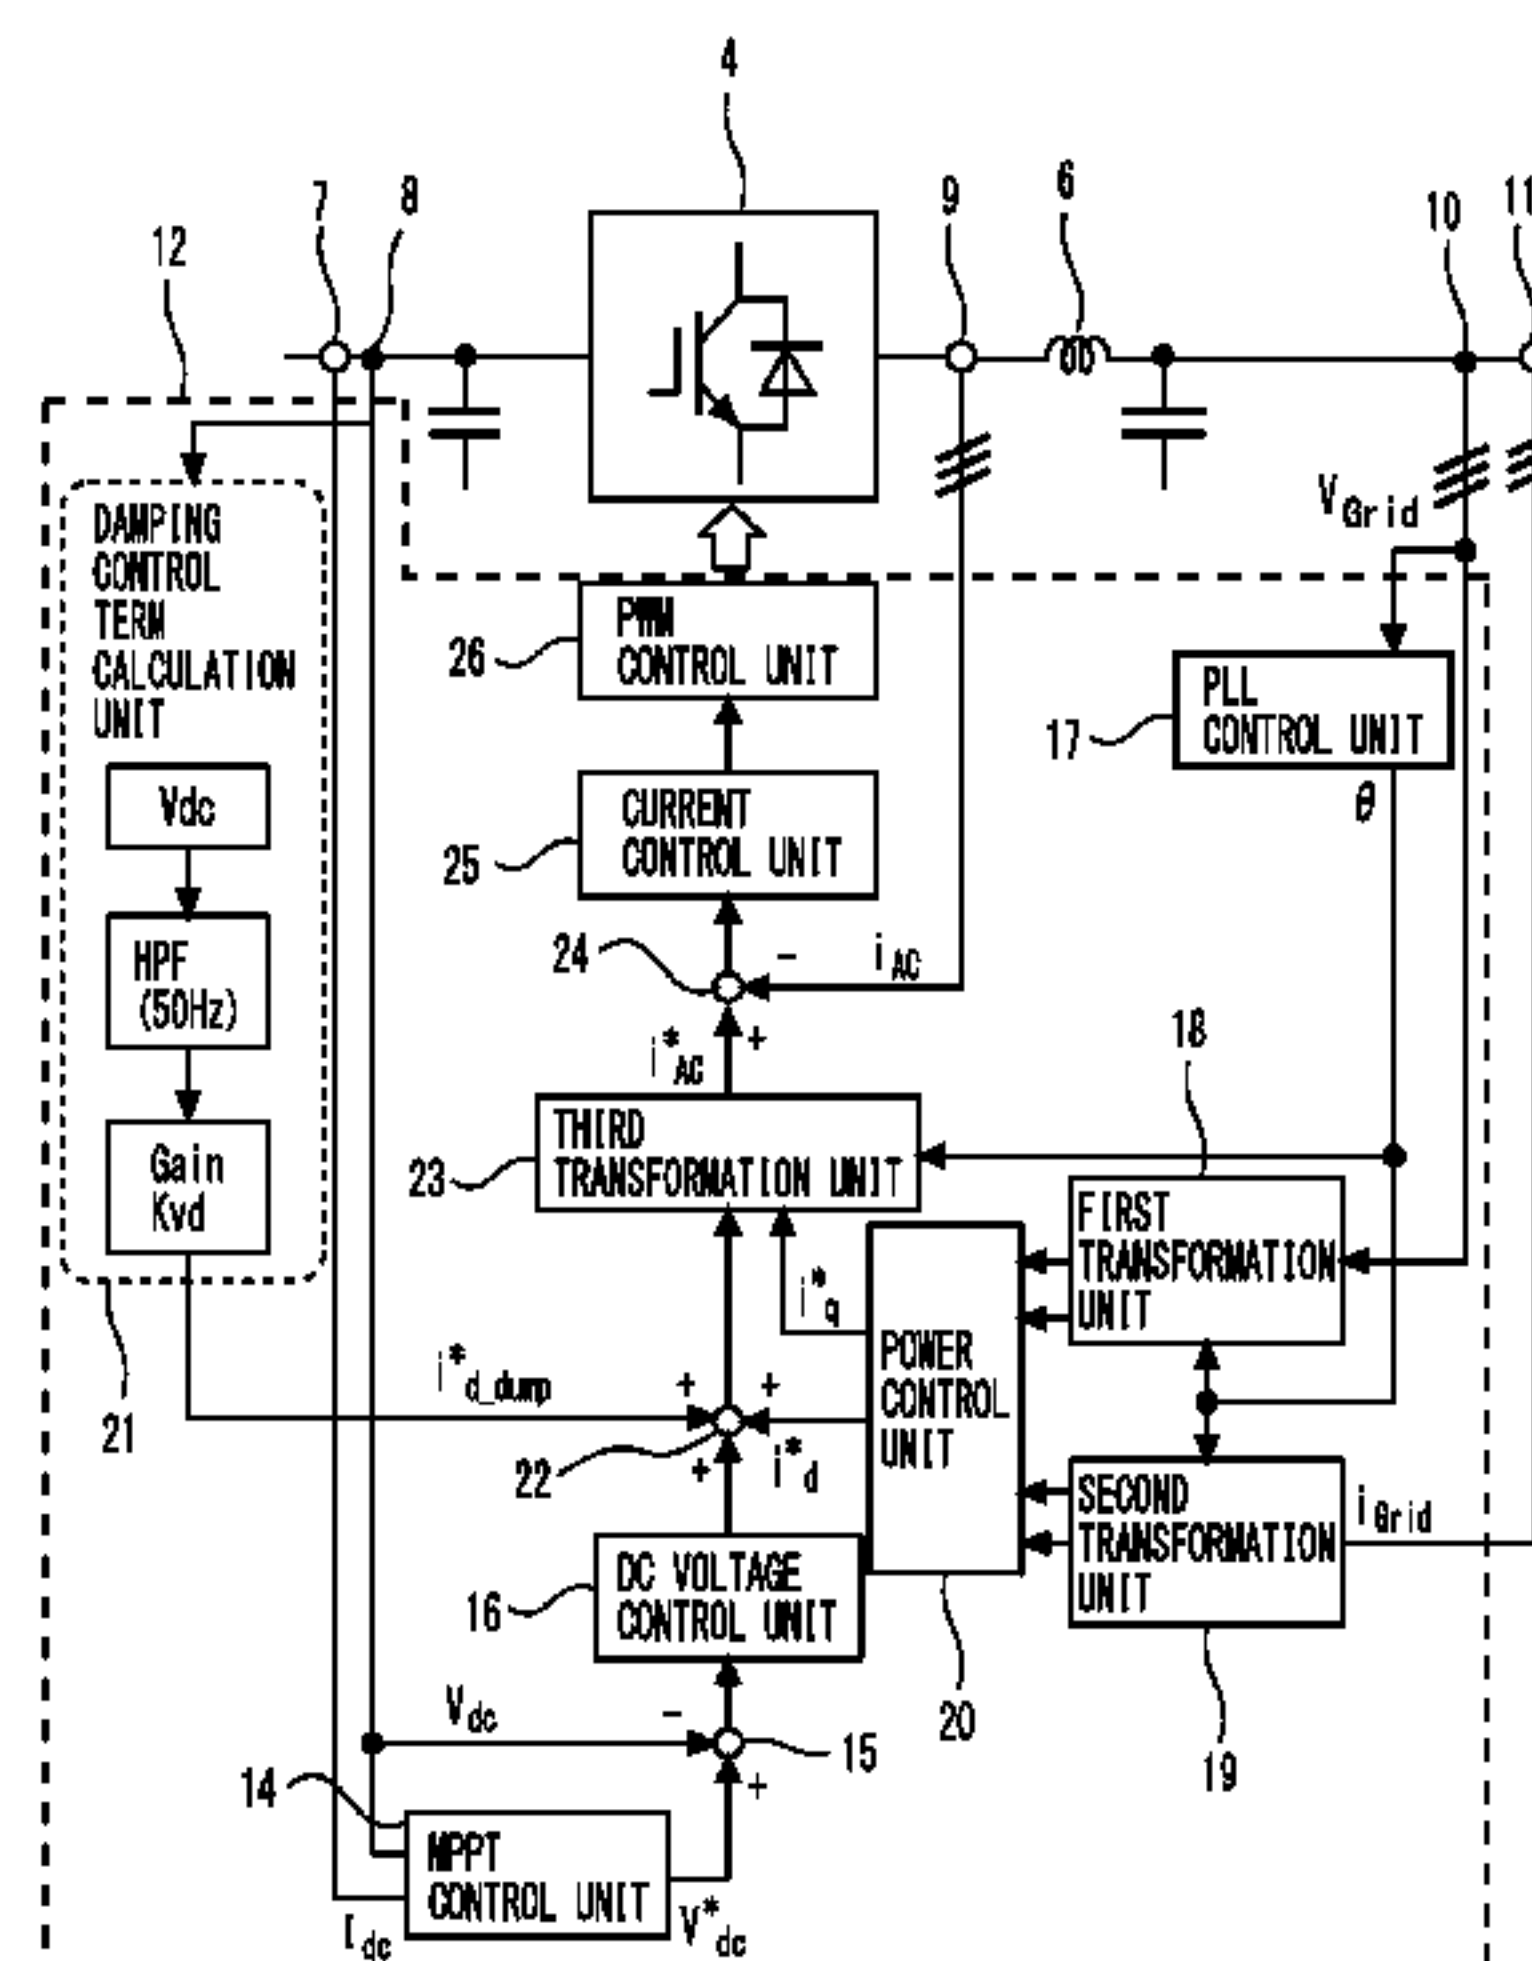 4
7
8
9
6
10
11
12
V Grid
DAMPING
CONTROL
TERM
CALCULATION
UNIT
26
PWM
CONTROL UNIT
17
PLL
CONTROL UNIT
θ
Vdc
25
CURRENT
CONTROL UNIT
HPF
(50Hz)
24
-
i AC
i*AC
+
18
Gain
Kvd
23
THIRD
TRANSFORMATION UNIT
FIRST
TRANSFORMATION
UNIT
i*q
POWER
CONTROL
UNIT
i*d_dump
+
+
21
22
+
i*d
SECOND
TRANSFORMATION
UNIT
i Grid
16
DC VOLTAGE
CONTROL UNIT
20
19
Vdc
-
15
+
14
MPPT
CONTROL UNIT
Idc
V*dc